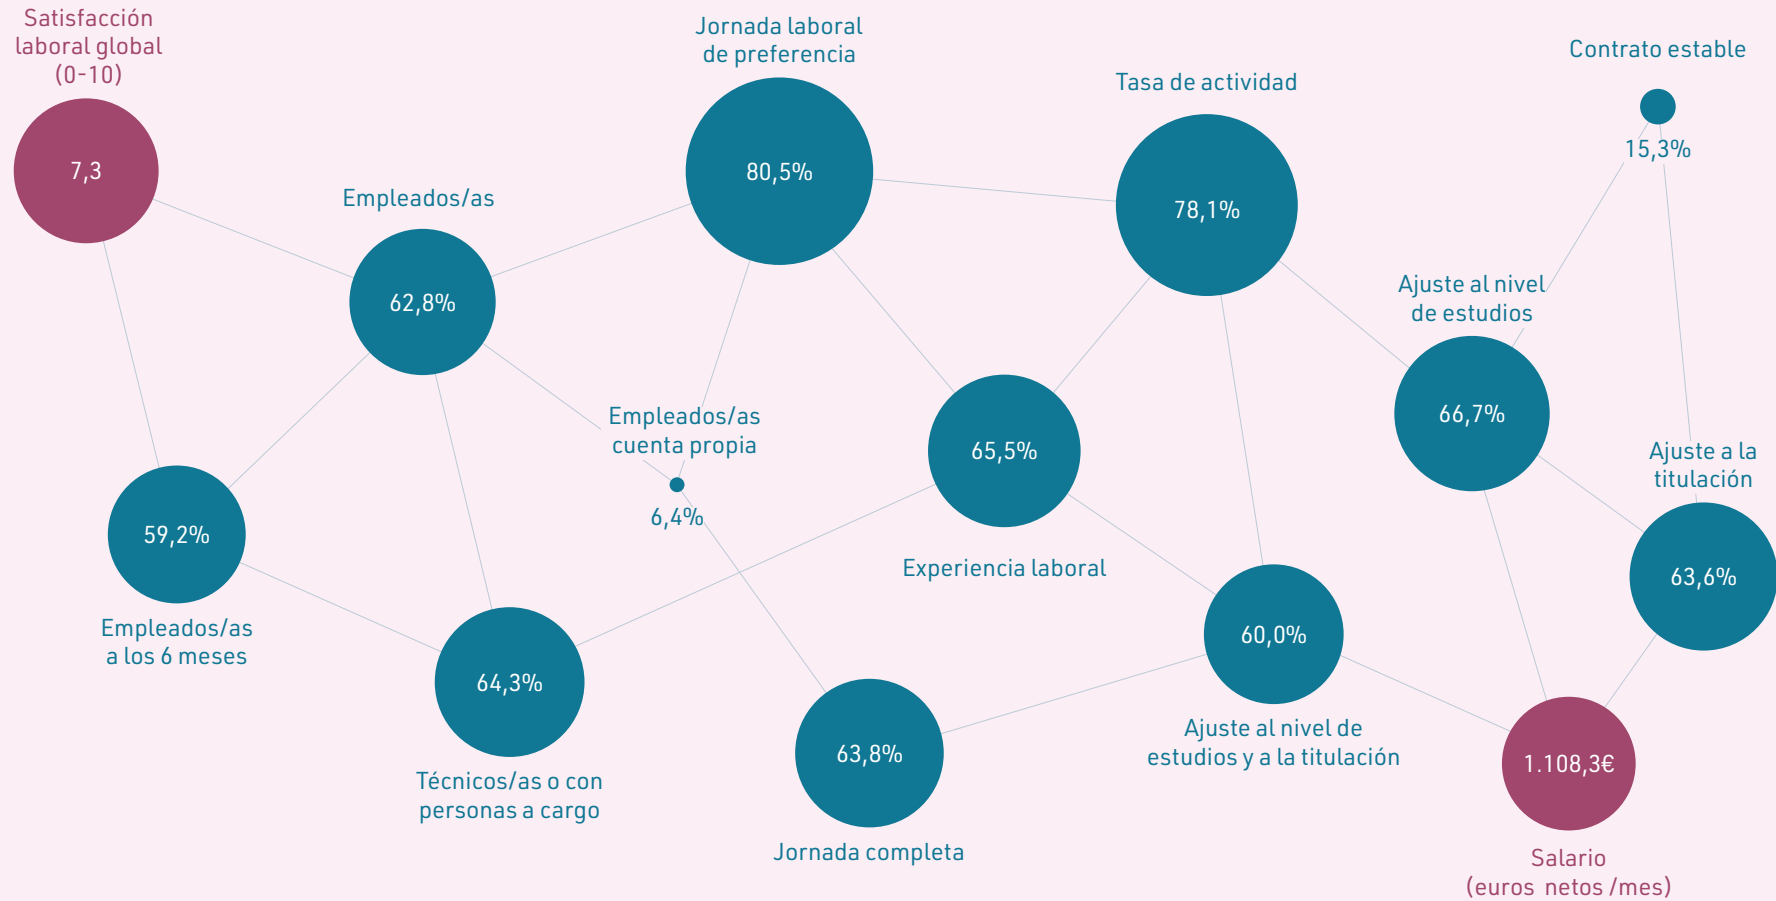 Satisfacción
laboral global
(0-10)
7,3
Empleados/as
62,8%
Jornada laboral
de preferencia
80,5%
Tasa de actividad
78,1%
Contrato estable
15,3%
Ajuste al nivel
de estudios
66,7%
Empleados/as
cuenta propia
6,4%
65,5%
Experiencia laboral
Ajuste a la
titulación
63,6%
59,2%
Empleados/as
a los 6 meses
64,3%
Técnicos/as o con
personas a cargo
63,8%
Jornada completa
60,0%
Ajuste al nivel de
estudios y a la titulación
1.108,3€
Salario
(euros netos /mes)